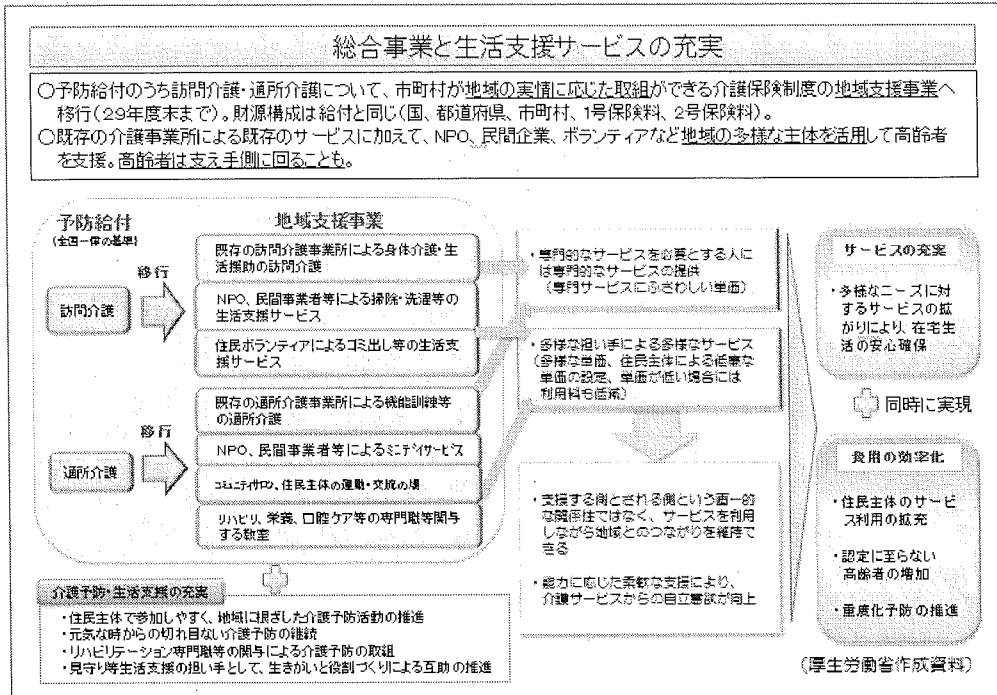 総合事業と生活支援サービスの充実
○予防給付のうち訪問介護・通所介護について、市町村が地域の実情に応じた取組ができる介護保険制度の地域支援事業へ
移行(29年度末まで)。財源構成は給付と同じ(国、都道府県、市町村、1号保険料、2号保険料)。
○既存の介護事業所による既存のサービスに加えて、NPO、民間企業、ボランティアなど地域の多様な主体を活用して高齢者
を支援。高齢者は支え手側に回ることも。
予防給付
(全国一律の基準)
地域支援事業
移行
訪問介護
既存の訪問介護事業所による身体介護・生
活援助の訪問介護
NPO、民間事業者等による掃除・洗濯等の
生活支援サービス
住民ボランティアによるゴミ出し等の生活支
援サービス
移行
通所介護
既存の通所介護事業所による機能訓練等
の通所介護
NPO、民間事業者等によるミニデイサービス
コミュニティサロン、住民主体の運動・交流の場
リハビリ、栄養、口腔ケア等の専門職等関与
する教室
介護予防・生活支援の充実
・住民主体で参加しやすく、地域に根ざした介護予防活動の推進
・元気な時からの切れ目ない介護予防の継続
・リハビリテーション専門職等の関与による介護予防の取組
・見守り等生活支援の担い手として、生きがいと役割づくりによる互助の推進
・専門的なサービスを必要とする人に
は専門的なサービスの提供
(専門サービスにふさわしい単価)
・多様な担い手による多様なサービス
(多様な単価、住民主体による低廉な
単価の設定、単価が低い場合には
利用料も低減)
・支援する側とされる側という画一的
な関係性ではなく、サービスを利用
しながら地域とのつながりを維持で
きる
・能力に応じた柔軟な支援により、
介護サービスからの自立意欲が向上
サービスの充実
・多様なニーズに対
するサービスの拡
がりにより、在宅生
活の安心確保
同時に実現
費用の効率化
・住民主体のサービ
ス利用の拡充
・認定に至らない
高齢者の増加
・重度化予防の推進
(厚生労働省作成資料)